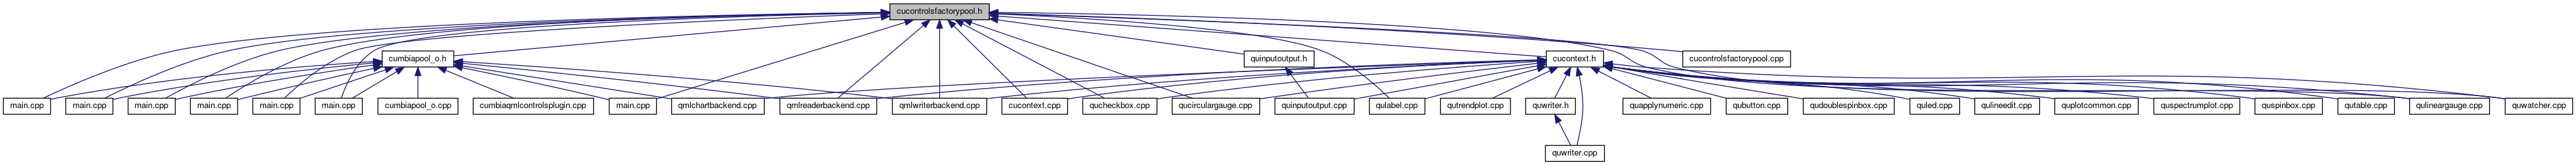 cucontrolsfactorypool.h
cumbiapool_o.h
quinputoutput.h
cucontext.h
cucontrolsfactorypool.cpp
main.cpp
main.cpp
main.cpp
main.cpp
main.cpp
main.cpp
cumbiapool_o.cpp
cumbiaqmlcontrolsplugin.cpp
main.cpp
qmlchartbackend.cpp
qmlreaderbackend.cpp
qmlwriterbackend.cpp
cucontext.cpp
qucheckbox.cpp
qucirculargauge.cpp
quinputoutput.cpp
qulabel.cpp
qutrendplot.cpp
quwriter.h
quapplynumeric.cpp
qubutton.cpp
qudoublespinbox.cpp
quled.cpp
qulineedit.cpp
quplotcommon.cpp
quspectrumplot.cpp
quspinbox.cpp
qutable.cpp
qulineargauge.cpp
quwatcher.cpp
quwriter.cpp